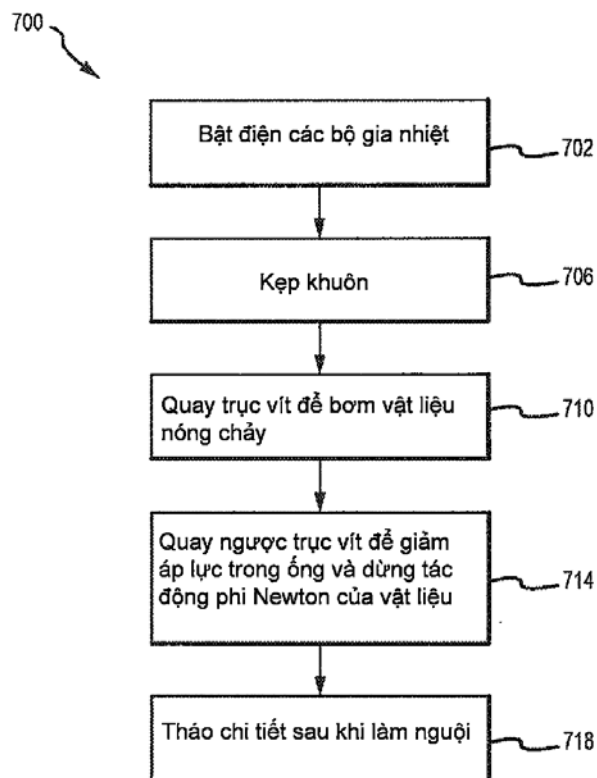 700
Bật điện các bộ gia nhiệt
702
Kẹp khuôn
706
Quay trục vít để bơm vật liệu
nóng chảy
710
Quay ngược trục vít để giảm
áp lực trong ống và dừng tác
động phi Newton của vật liệu
714
Tháo chi tiết sau khi làm nguội
718